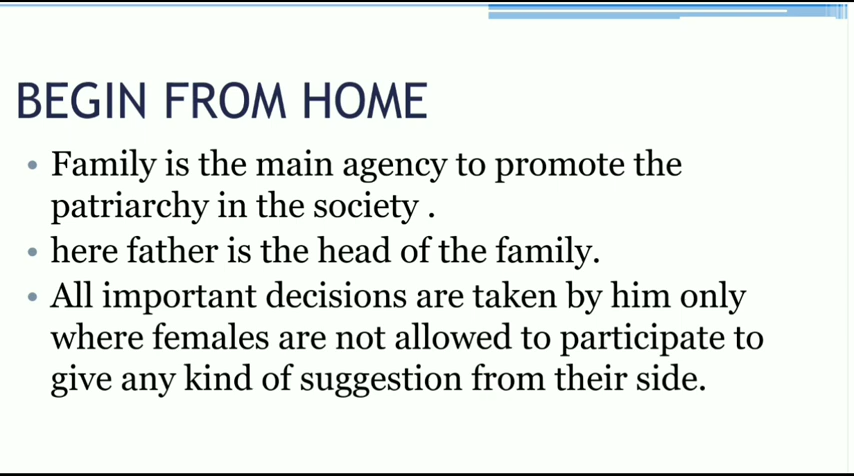 BEGIN FROM HOME
• Family is the main agency to promote the
patriarchy in the society .
• here father is the head of the family.
• All important decisions are taken by him only
where females are not allowed to participate to
give any kind of suggestion from their side.